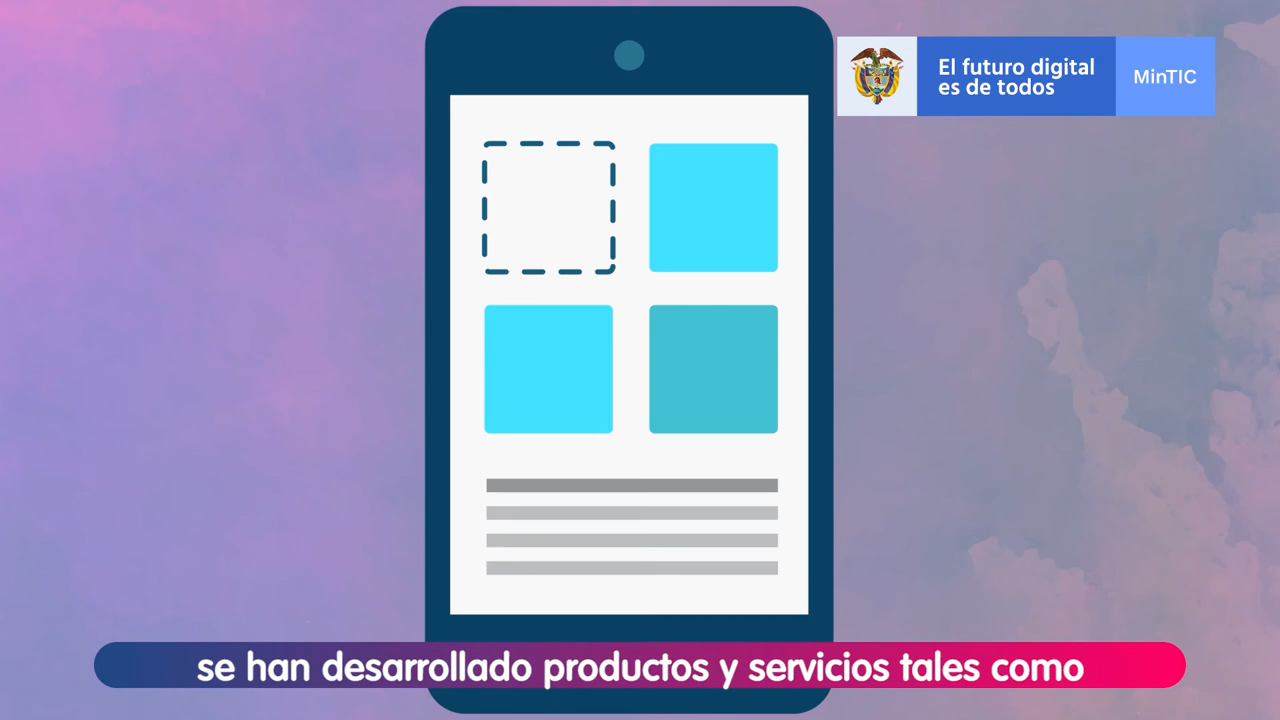 El futuro digital
es de todos
MinTIC
se han desarrollado productos y servicios tales como